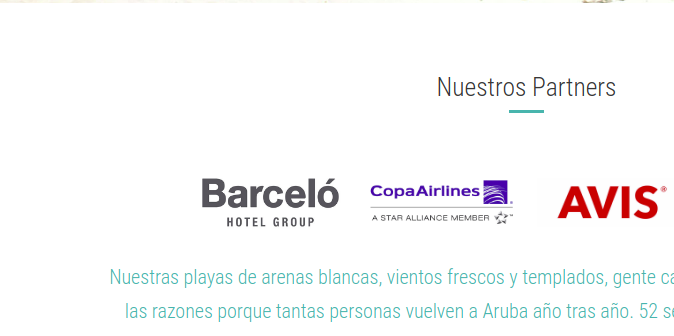 Nuestros Partners
Barceló
HOTEL GROUP
CopaAirlines
A STAR ALLIANCE MEMBER
AVIS
Nuestras playas de arenas blancas, vientos frescos y templados, gente
las razones porque tantas personas vuelven a Aruba año tras año. 52